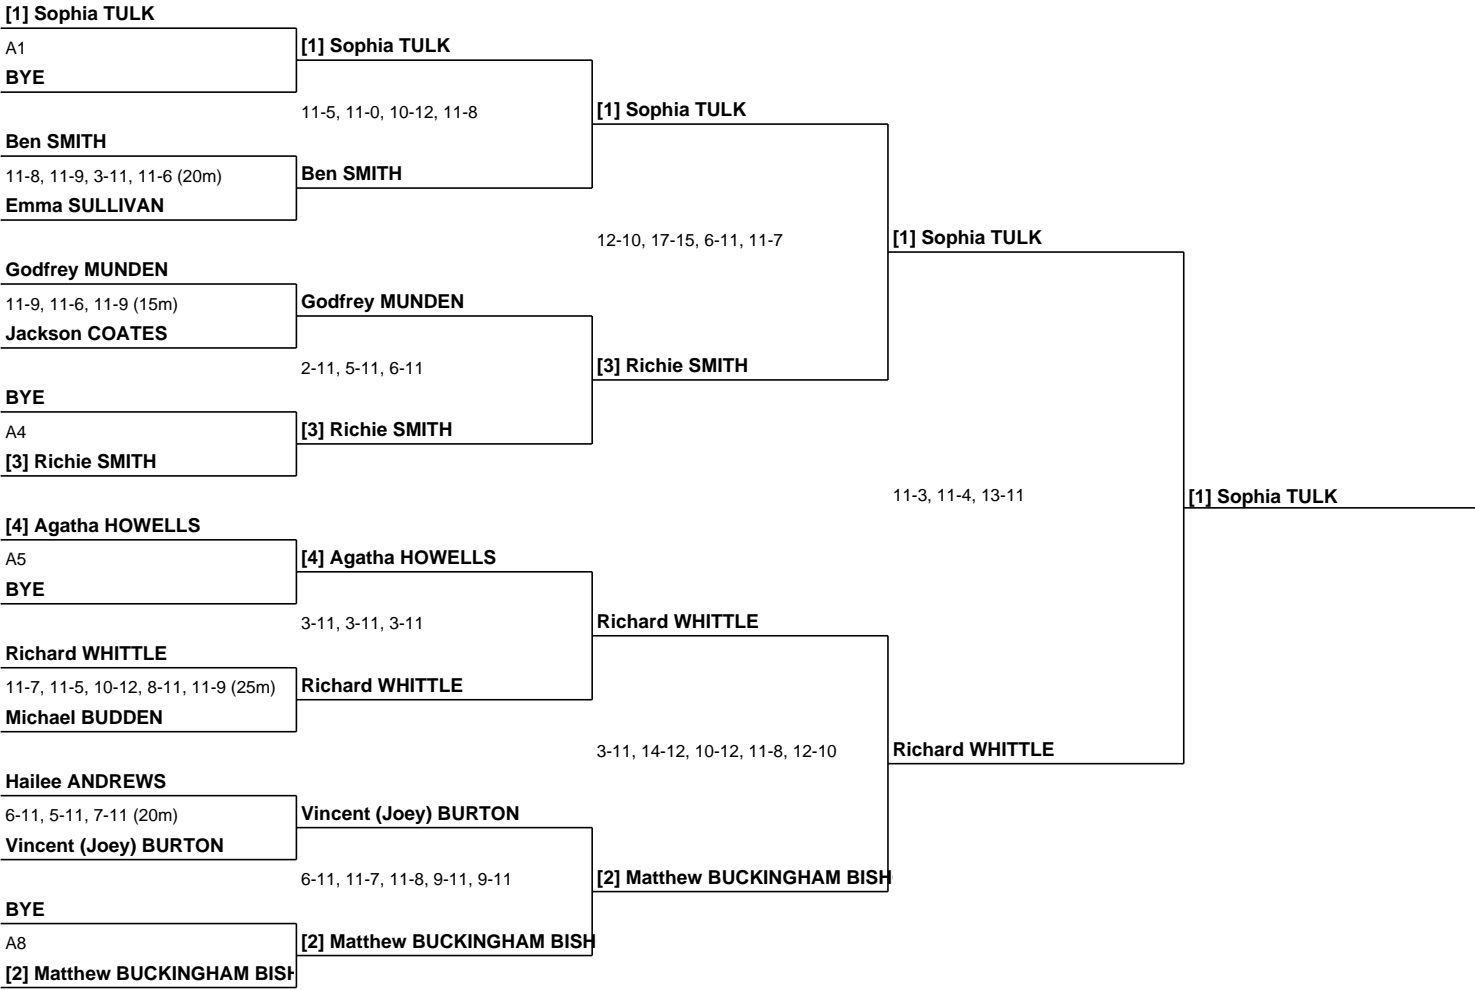 [1] Sophia TULK
A1
BYE
[1] Sophia TULK
11-5, 11-0, 10-12, 11-8
[1] Sophia TULK
Ben SMITH
11-8, 11-9, 3-11, 11-6 (20m)
Emma SULLIVAN
Ben SMITH
12-10, 17-15, 6-11, 11-7
[1] Sophia TULK
Godfrey MUNDEN
11-9, 11-6, 11-9 (15m)
Jackson COATES
Godfrey MUNDEN
2-11, 5-11, 6-11
[3] Richie SMITH
BYE
A4
[3] Richie SMITH
[3] Richie SMITH
11-3, 11-4, 13-11
[1] Sophia TULK
[4] Agatha HOWELLS
A5
BYE
[4] Agatha HOWELLS
3-11, 3-11, 3-11
Richard WHITTLE
Richard WHITTLE
11-7, 11-5, 10-12, 8-11, 11-9 (25m)
Michael BUDDEN
Richard WHITTLE
3-11, 14-12, 10-12, 11-8, 12-10
Richard WHITTLE
Hailee ANDREWS
6-11, 5-11, 7-11 (20m)
Vincent (Joey) BURTON
Vincent (Joey) BURTON
6-11, 11-7, 11-8, 9-11, 9-11
[2] Matthew BUCKINGHAM BISH
BYE
A8
[2] Matthew BUCKINGHAM BISH
[2] Matthew BUCKINGHAM BISH